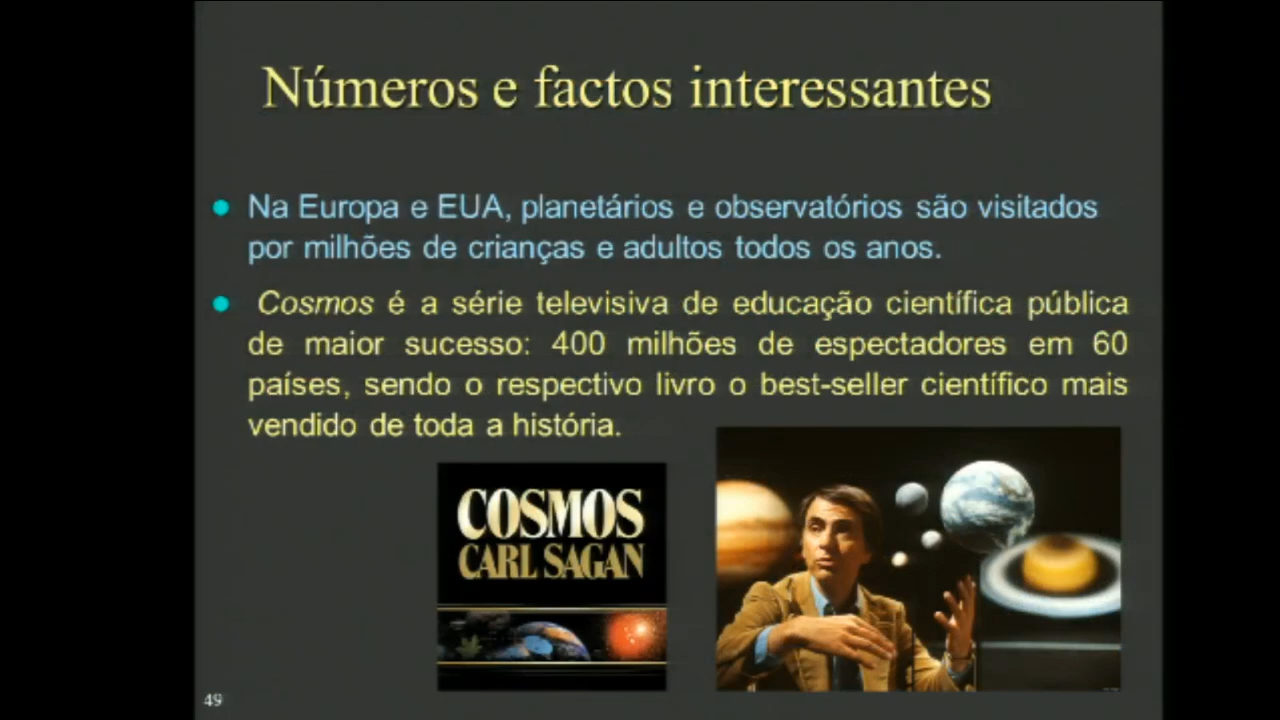 Números e factos interessantes
Na Europa e EUA, planetários e observatórios são visitados
por milhões de crianças e adultos todos os anos.
Cosmos é a série televisiva de educação científica pública
de maior sucesso: 400 milhões de espectadores em 60
países, sendo o respectivo livro o best-seller científico mais
vendido de toda a história.
COSMOS
CARL SAGAN
49